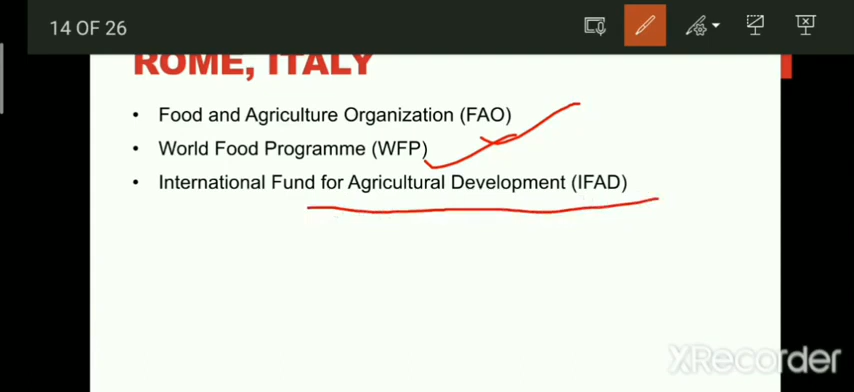 14 OF 26
ROME, ITALY
• Food and Agriculture Organization (FAO)
• World Food Programme (WFP)
• International Fund for Agricultural Development (IFAD)
XRecorder